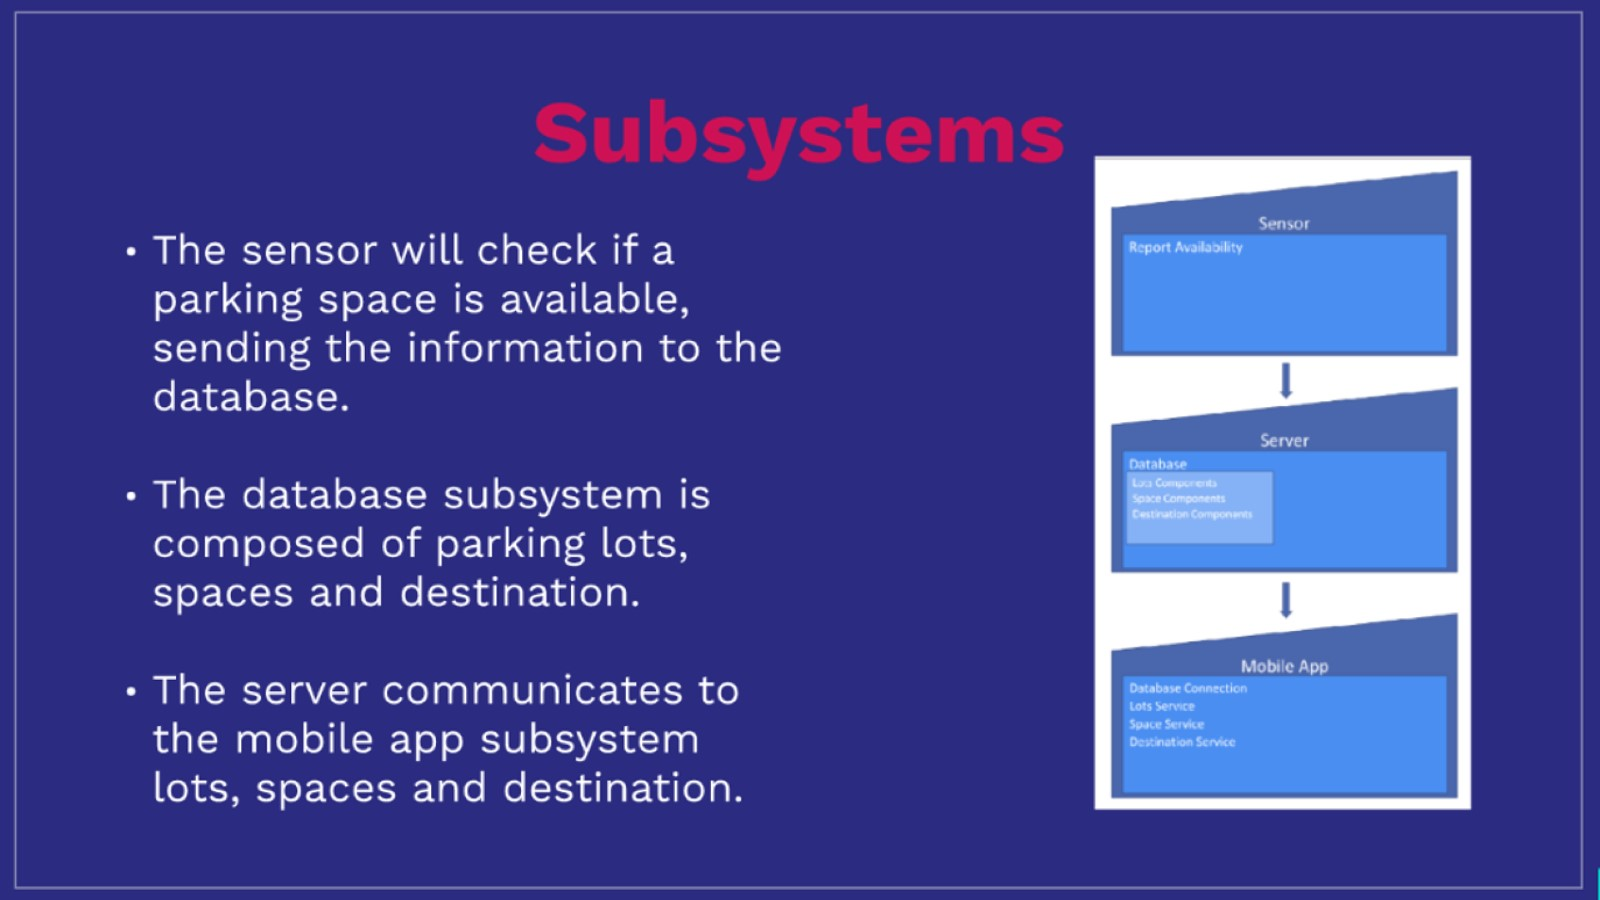 Subsystems
• The sensor will check if a
parking space is available,
sending the information to the
database.
• The database subsystem is
composed of parking lots,
spaces and destination.
• The server communicates to
the mobile app subsystem
lots, spaces and destination.
Sensor
Report Availability
Server
Database
Lots Components
Space Components
Destination Components
Mobile App
Database Connection
Lots Service
Space Service
Destination Service